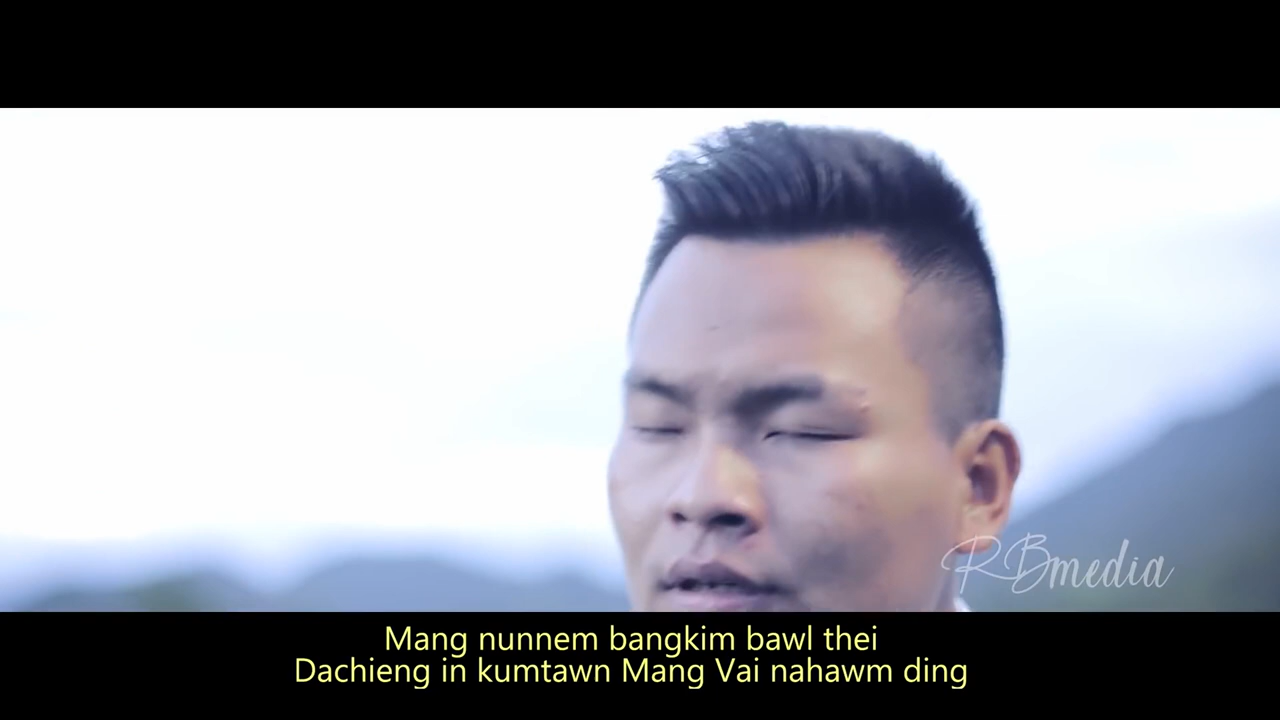 RBmedia
Mang nunnem bangkim bawl thei
Dachieng in kumtawn Mang Vai nahawm ding